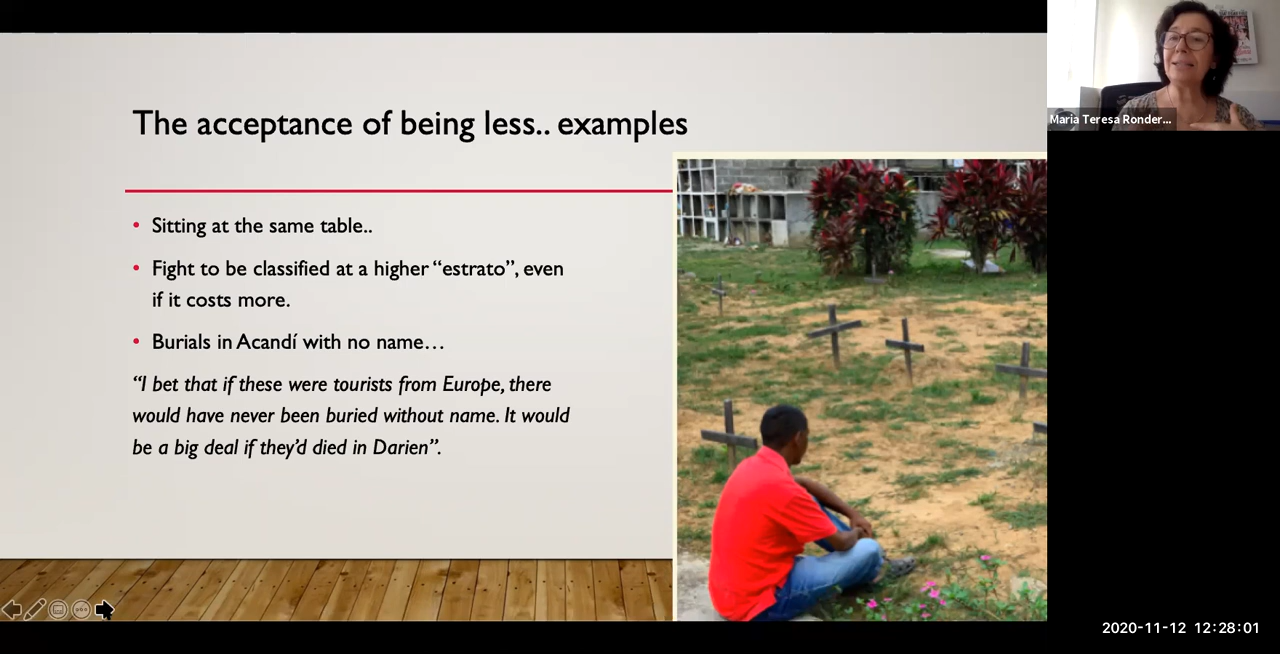 The acceptance of being less.. examples
• Sitting at the same table..
• Fight to be classified at a higher “estrato”, even
if it costs more.
• Burials in Acandí with no name…
“I bet that if these were tourists from Europe, there
would have never been buried without name. It would
be a big deal if they’d died in Darien”.
Maria Teresa Ronder...
2020-11-12 12:28:01